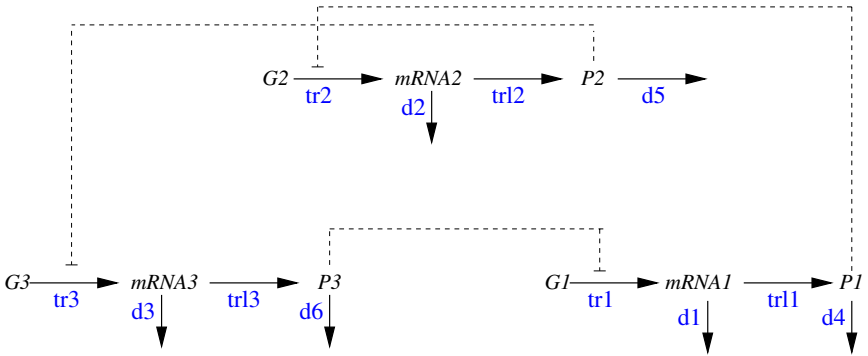 G2 mRNA2 P2
tr2 trl2 d5
d2
G3 mRNA3 P3 G1 mRNA1 P1
tr3 trl3 tr1 trl1
d3 d6 d1 d4